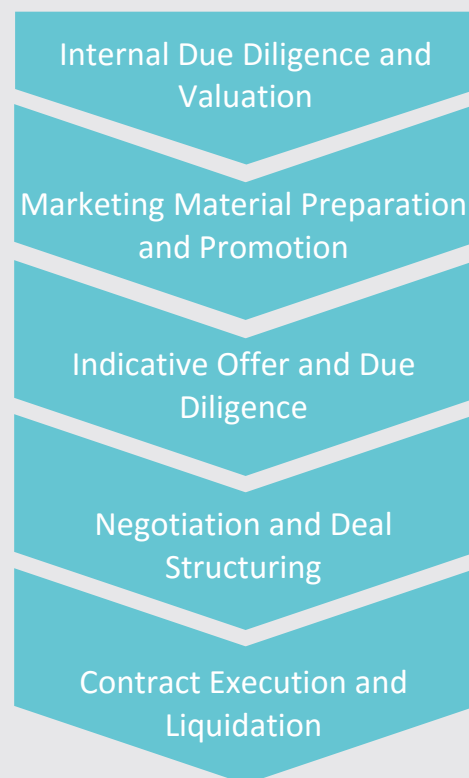 Internal Due Diligence and
Valuation
Marketing Material Preparation
and Promotion
Indicative Offer and Due
Diligence
Negotiation and Deal
Structuring
Contract Execution and
Liquidation